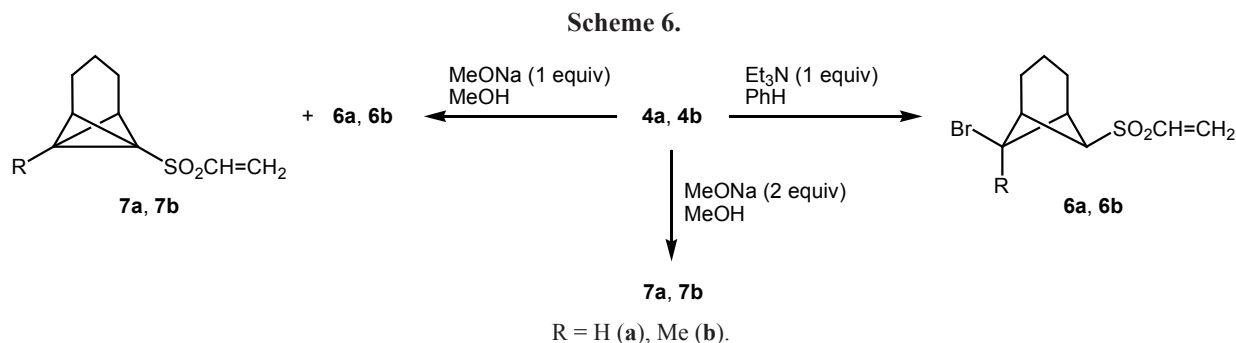 Scheme 6.
MeONa (1 equiv)
MeOH
Et₃N (1 equiv)
PhH
+ 6a, 6b
4a, 4b
R
SO₂CH=CH₂
7a, 7b
Br
SO₂CH=CH₂
R
6a, 6b
MeONa (2 equiv)
MeOH
7a, 7b
R = H (a), Me (b).